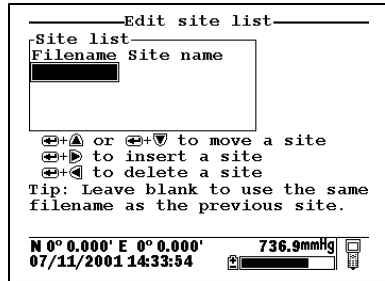 Edit site list
Site list
Filename Site name
+ or + to move a site
+ to insert a site
+ to delete a site
Tip: Leave blank to use the same
filename as the previous site.
N 0° 0.000' E 0° 0.000' 736.9mmHg
07/11/2001 14:33:54